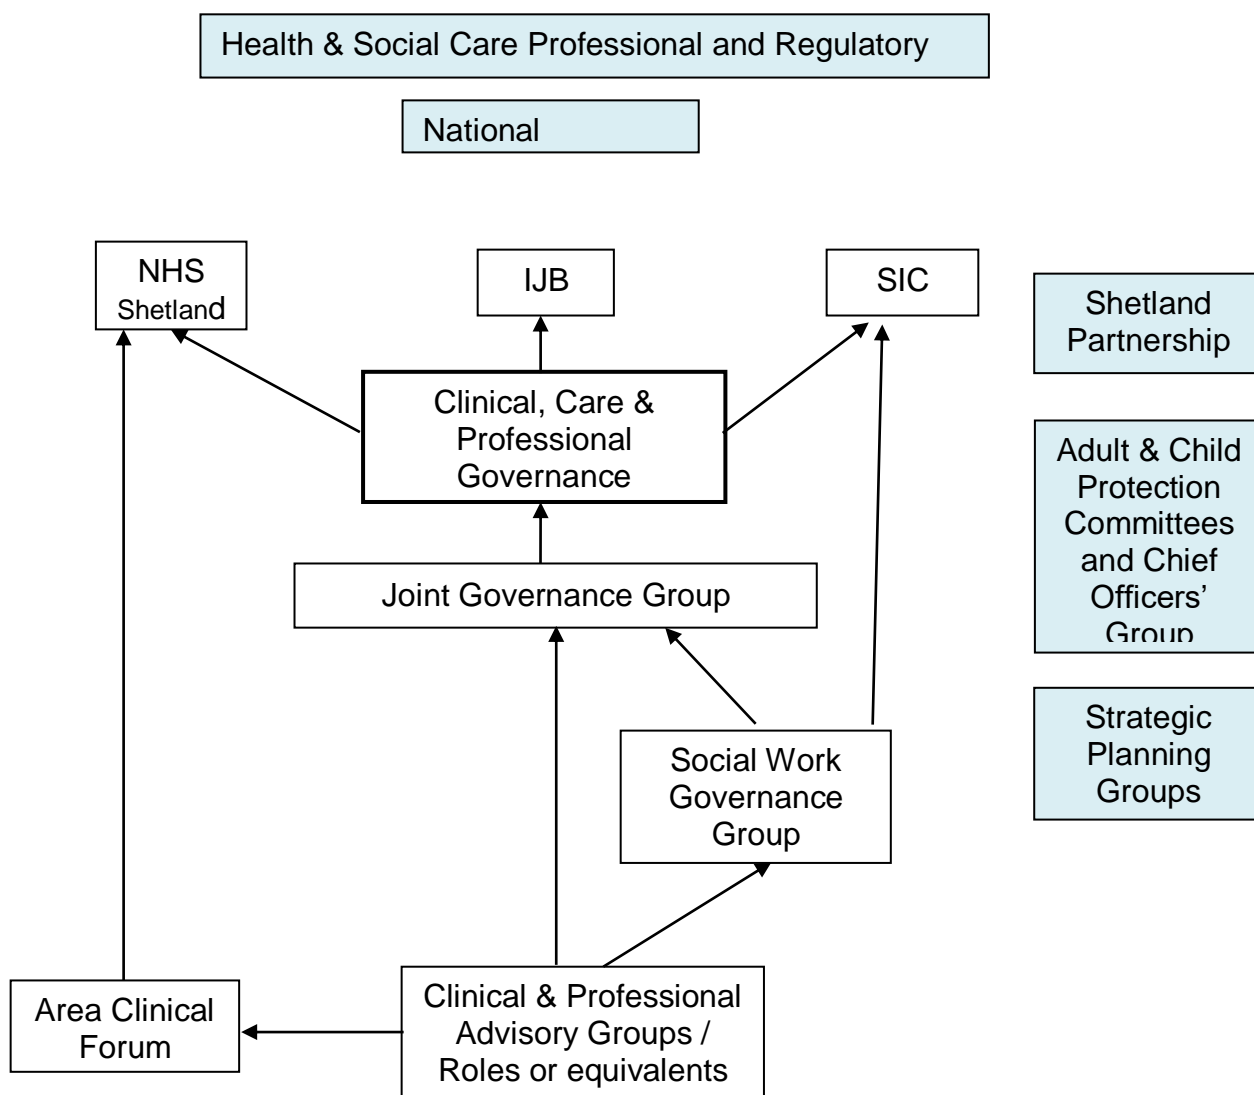 Health & Social Care Professional and Regulatory
National
NHS
Shetland
IJB
SIC
Shetland
Partnership
Clinical, Care &
Professional
Governance
Adult & Child
Protection
Committees
and Chief
Officers’
Group
Joint Governance Group
Strategic
Planning
Groups
Social Work
Governance
Group
Area Clinical
Forum
Clinical & Professional
Advisory Groups /
Roles or equivalents